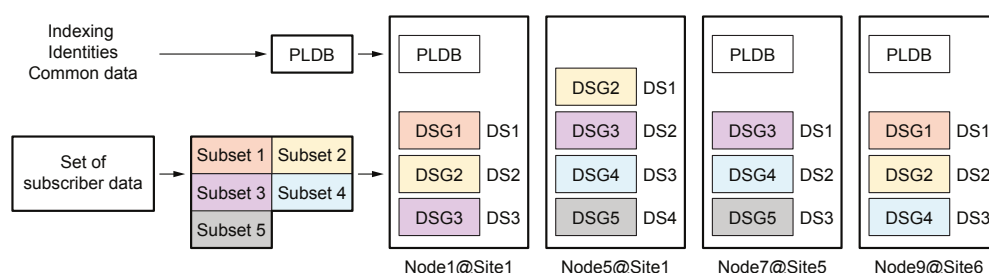 Indexing
Identities
Common data
PLDB
Set of
subscriber data
Subset 1 Subset 2
Subset 3 Subset 4
Subset 5
PLDB
DSG1 DS1
DSG2 DS2
DSG3 DS3
Node1@Site1
DSG2 DS1
DSG3 DS2
DSG4 DS3
DSG5 DS4
Node5@Site1
PLDB
DSG3 DS1
DSG4 DS2
DSG5 DS3
Node7@Site5
PLDB
DSG1 DS1
DSG2 DS2
DSG4 DS3
Node9@Site6